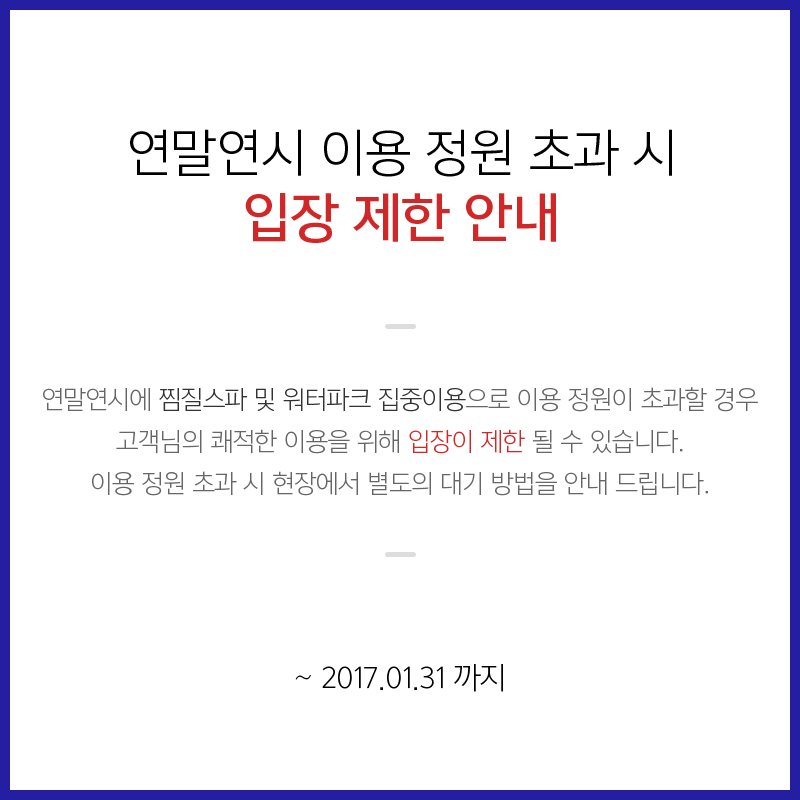 연말연시 이용 정원 초과 시
입장 제한 안내
연말연시에 찜질스파 및 워터파크 집중이용으로 이용 정원이 초과할 경우
고객님의 쾌적한 이용을 위해 입장이 제한 될 수 있습니다.
이용 정원 초과 시 현장에서 별도의 대기 방법을 안내 드립니다.
~ 2017.01.31 까지